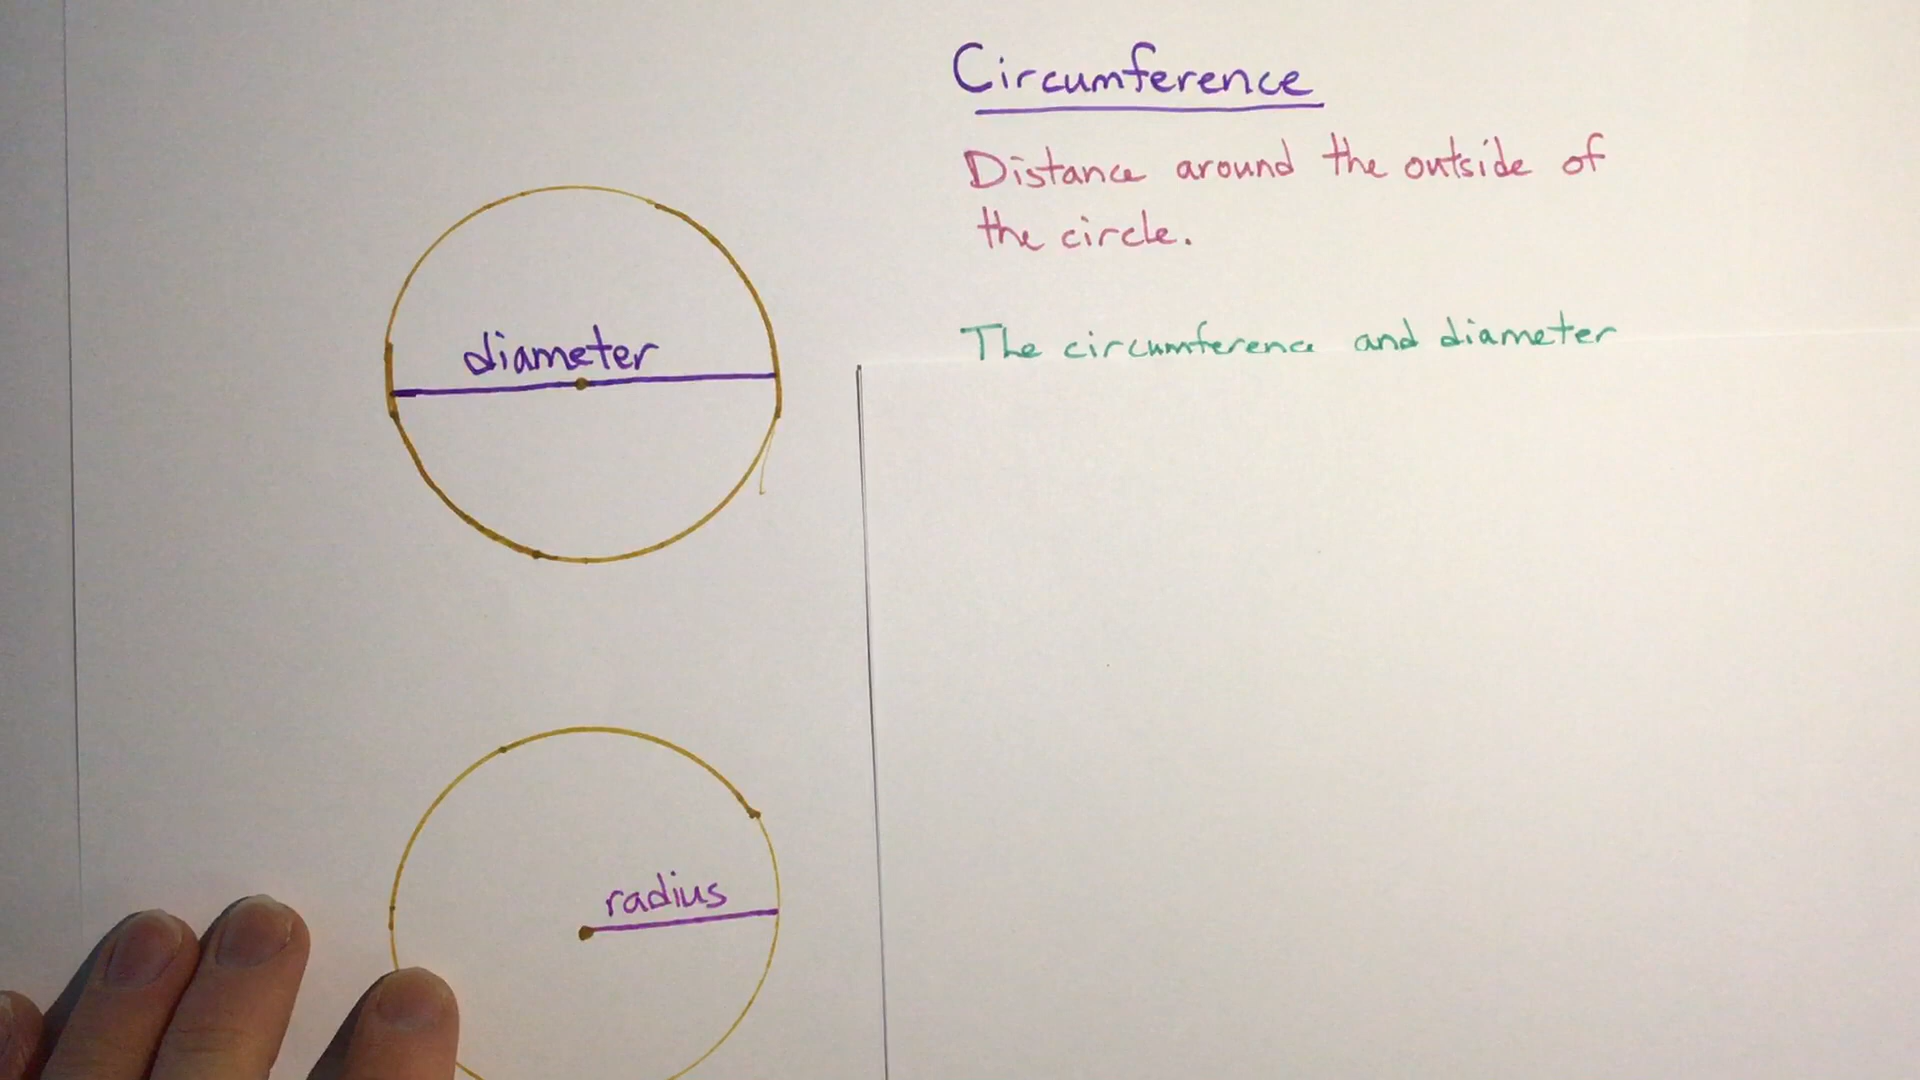 Circumference
Distance around the outside of
the circle.
The circumference and diameter
diameter
radius